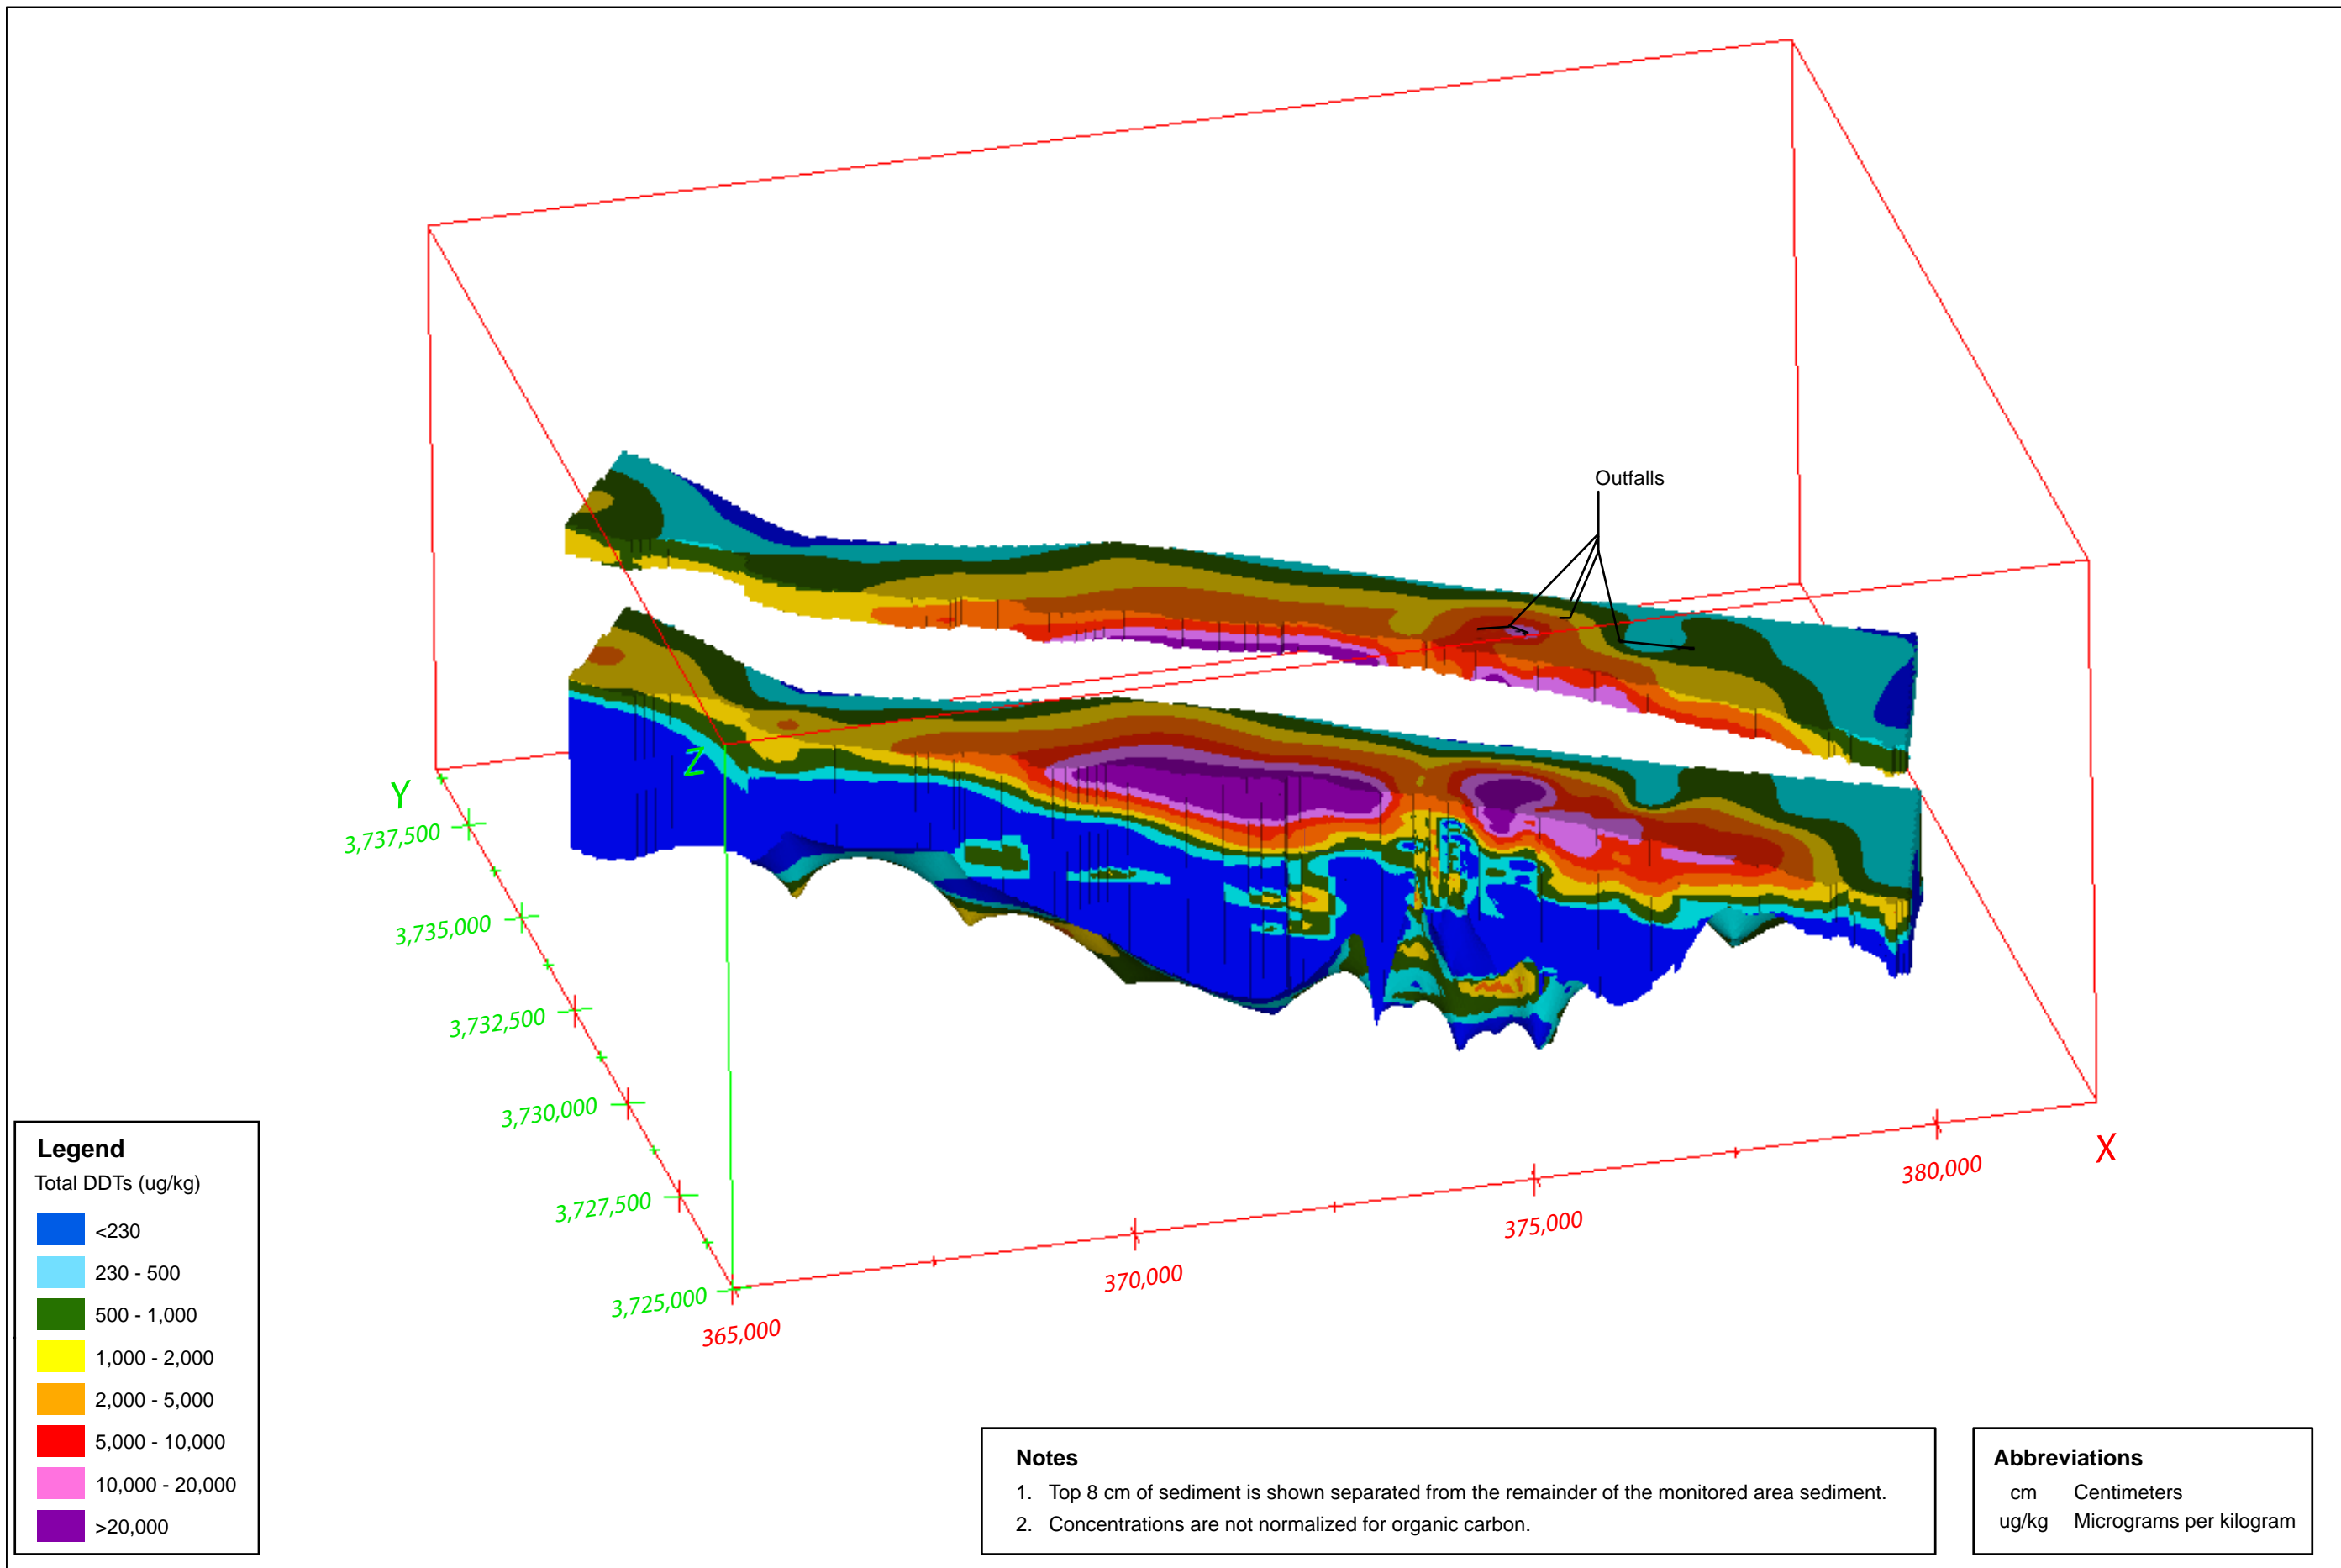 Outfalls
Z
Y
3,737,500
3,735,000
3,732,500
3,730,000
3,727,500
3,725,000
365,000
370,000
375,000
380,000
X
Legend
Total DDTs (ug/kg)
<230
230 - 500
500 - 1,000
1,000 - 2,000
2,000 - 5,000
5,000 - 10,000
10,000 - 20,000
>20,000
Notes
1. Top 8 cm of sediment is shown separated from the remainder of the monitored area sediment.
2. Concentrations are not normalized for organic carbon.
Abbreviations
cm Centimeters
ug/kg Micrograms per kilogram